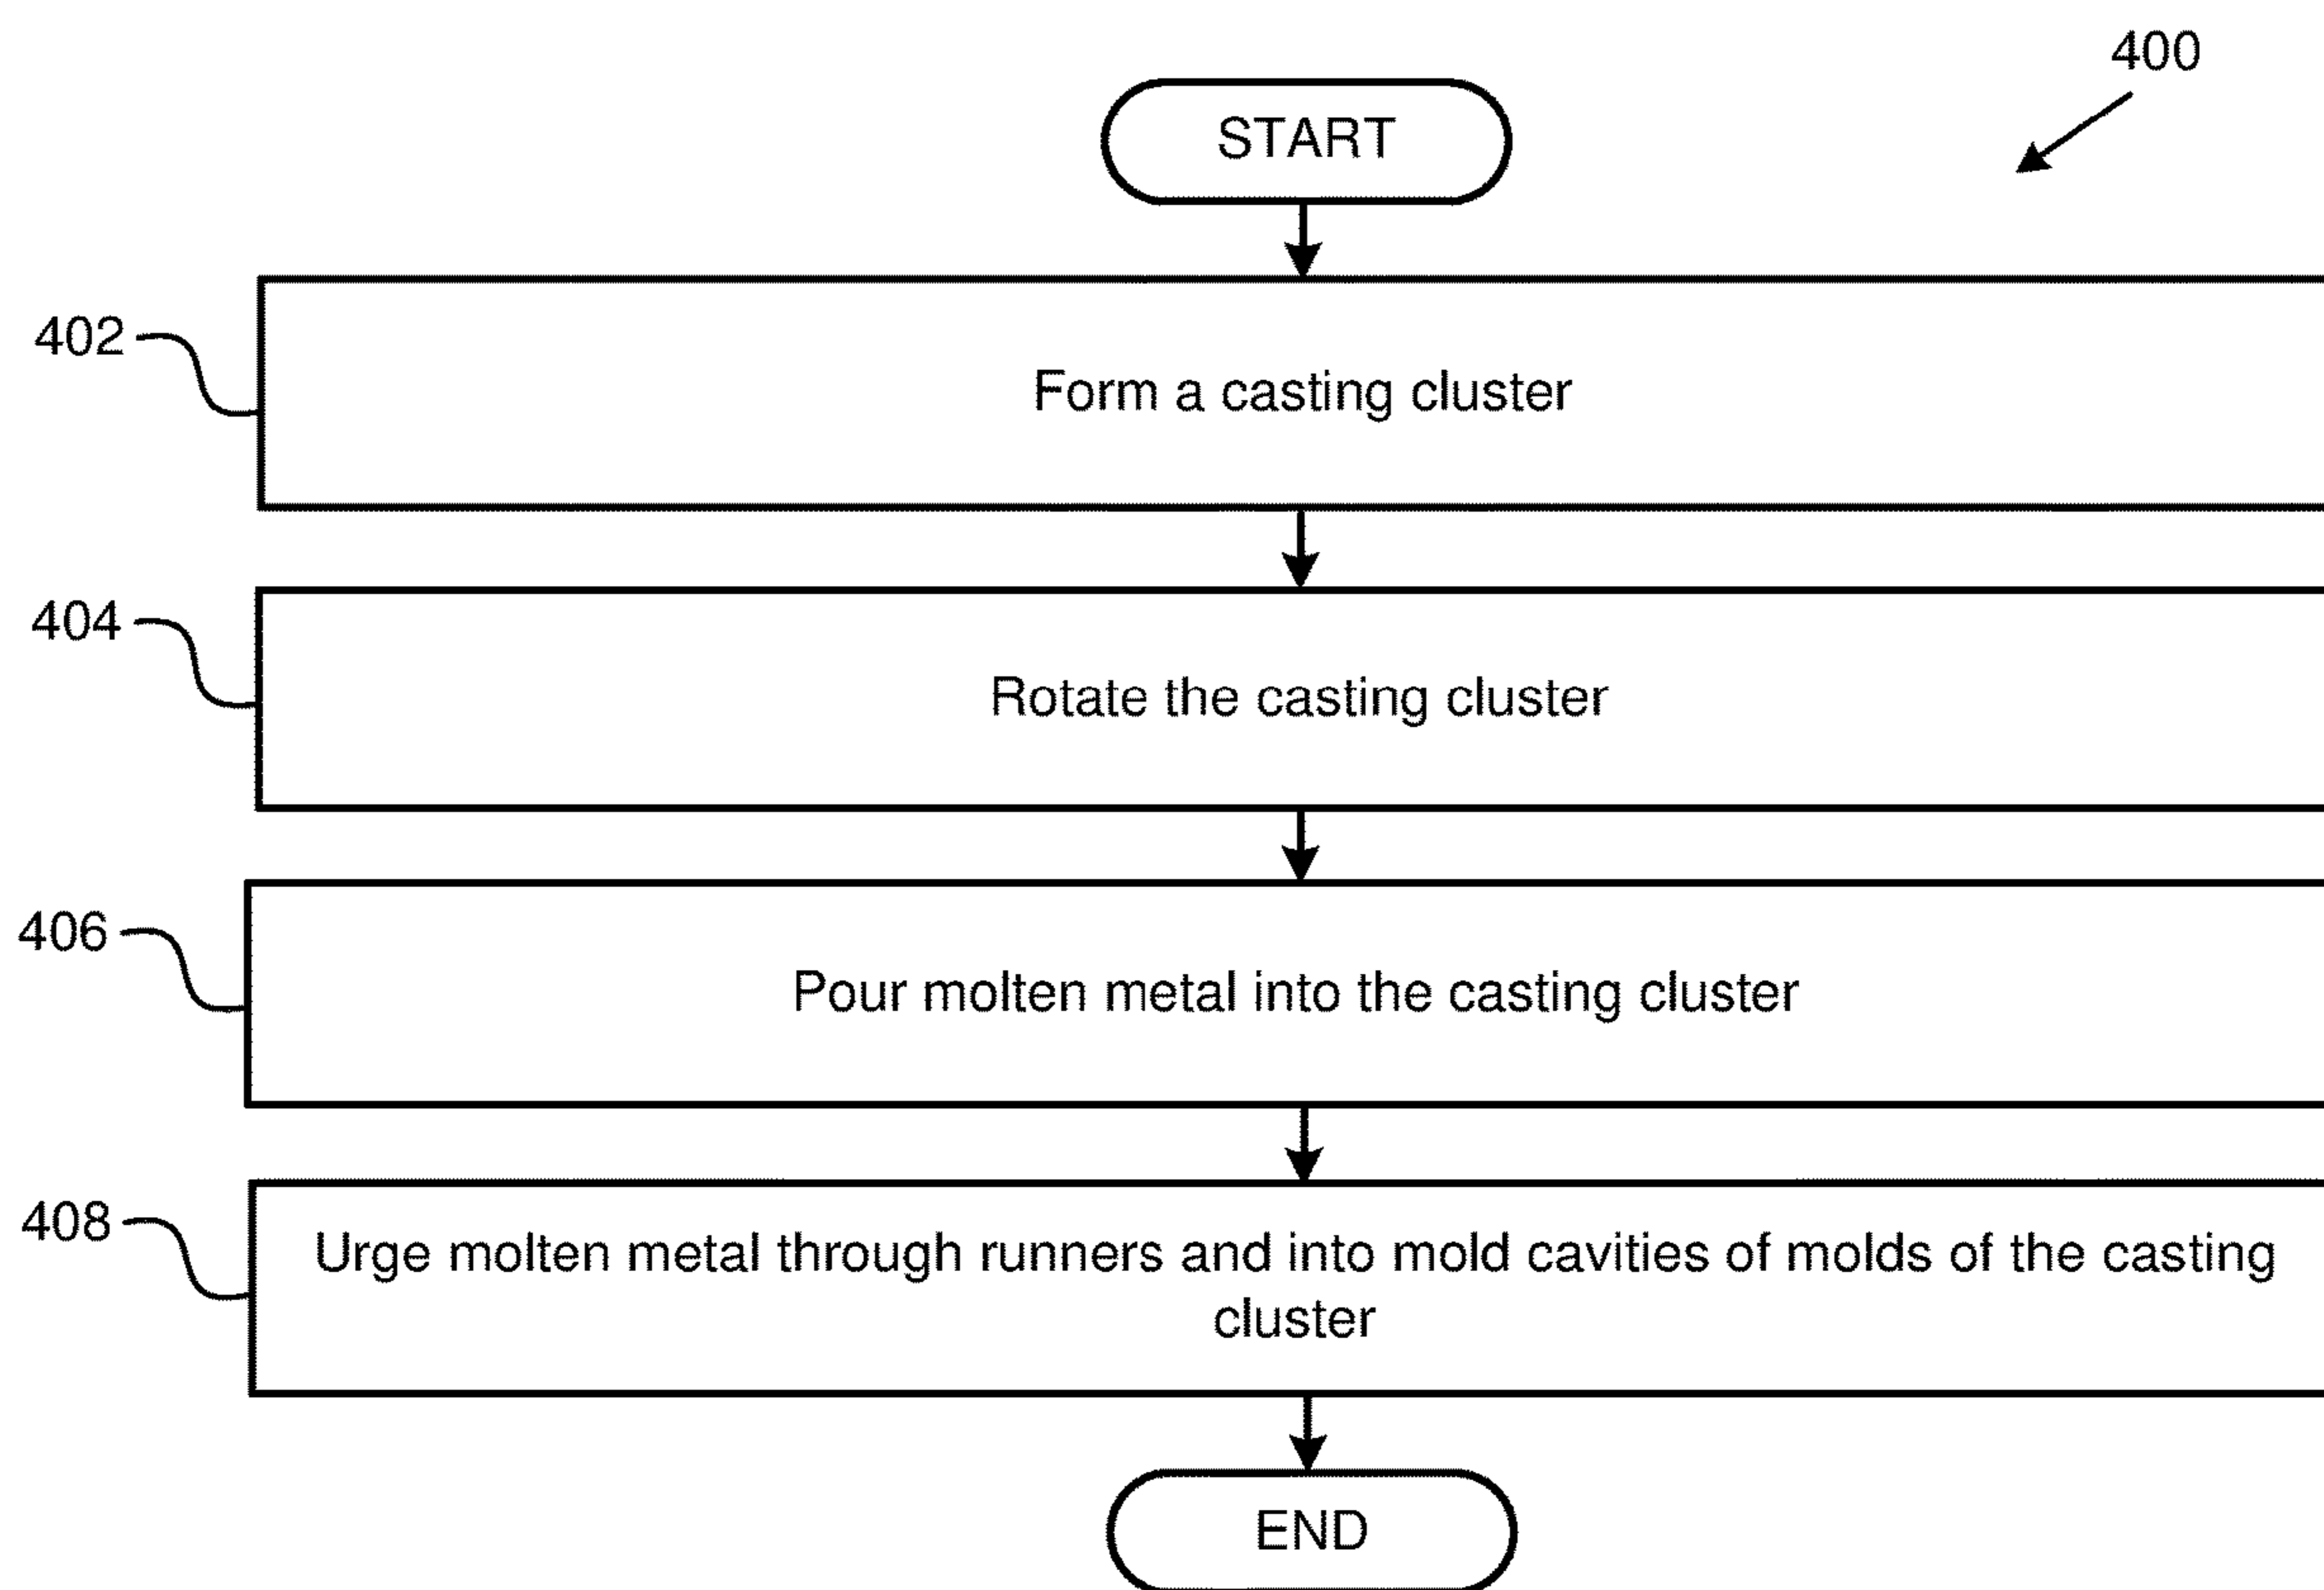 400
START
402
Form a casting cluster
404
Rotate the casting cluster
406
Pour molten metal into the casting cluster
408
Urge molten metal through runners and into mold cavities of molds of the casting
cluster
END